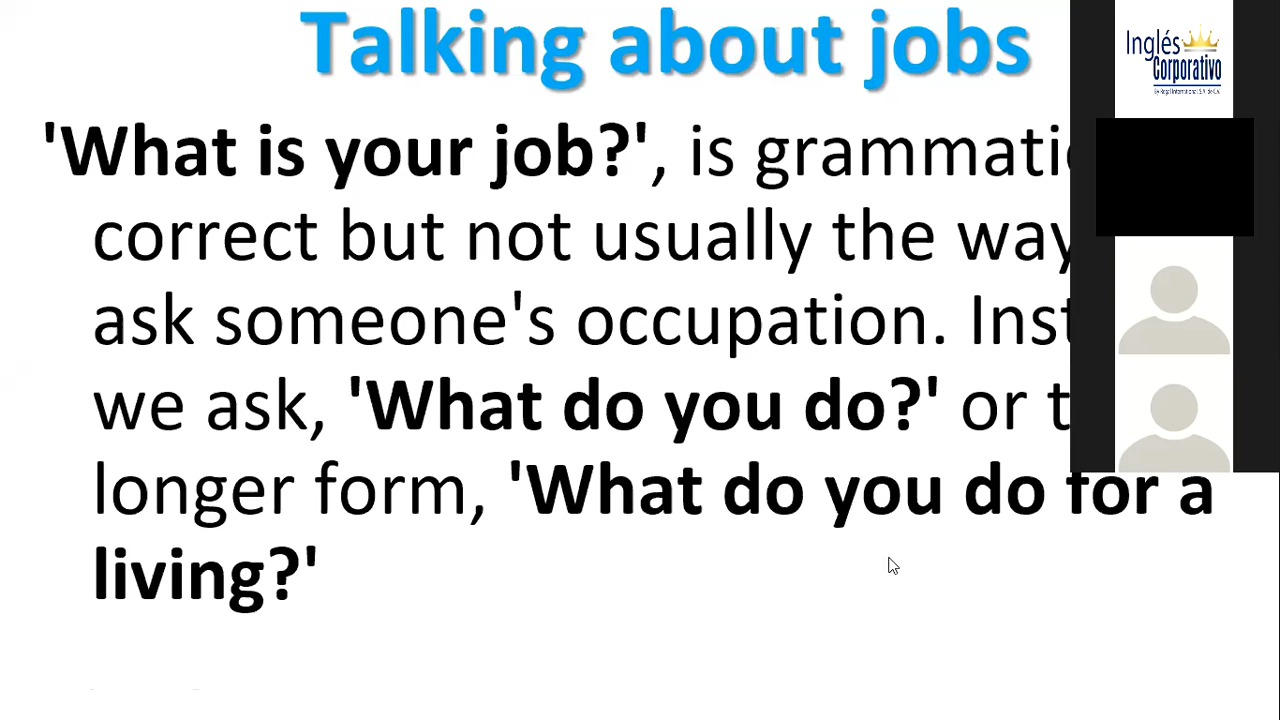 Talking about jobs
'What is your job?', is grammatic
correct but not usually the way
ask someone's occupation. Inst
we ask, 'What do you do?' or t
longer form, 'What do you do for a
living?'
Inglés
Corporativo